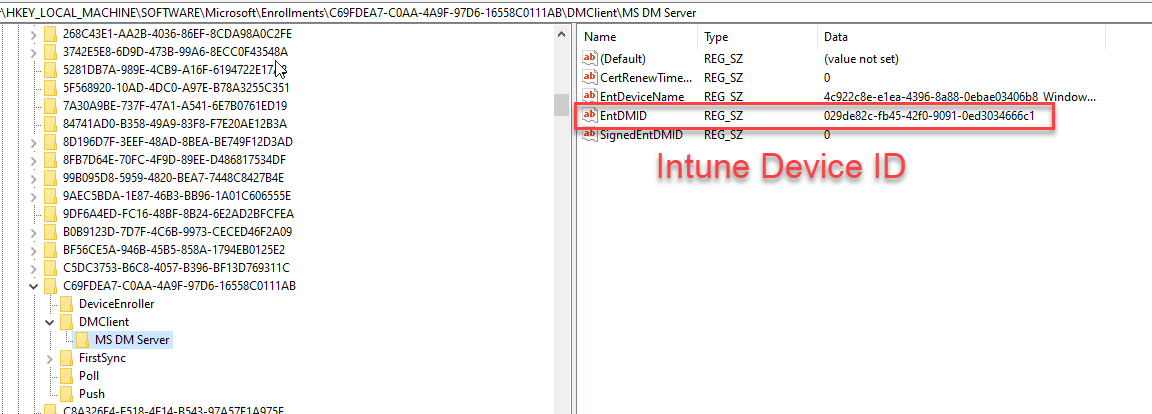 \HKEY_LOCAL_MACHINE\SOFTWARE\Microsoft\Enrollments\C69FDEA7-C0AA-4A9F-97D6-16558C0111AB\DMClient\MS DM Server
268C43E1-AA2B-4036-86EF-8CDA98A0C2FE
3742E5E8-6D9D-473B-99A6-8ECC0F43548A
5281DB7A-989E-4CB9-A16F-6194722E17
5F568920-10AD-4DC0-A97E-B78A3255C351
7A30A9BE-737F-47A1-A541-6E7B0761ED19
84741AD0-B358-49A9-83F8-F7E20AE12B3A
8D196D7F-3EEF-48AD-8BEA-BE749F12D3AD
8FB7D64E-70FC-4F9D-89EE-D486817534DF
99B095D8-5959-4820-BEA7-7448C8427B4E
9AEC5BDA-1E87-46B3-BB96-1A01C606555E
9DF6A4ED-FC16-48BF-8B24-6E2AD2BFCFEA
B0B9123D-7D7F-4C6B-9973-CECED46F2A09
BF56CE5A-946B-45B5-858A-1794EB0125E2
C5DC3753-B6C8-4057-B396-BF13D769311C
C69FDEA7-C0AA-4A9F-97D6-16558C0111AB
DeviceEnroller
DMClient
MS DM Server
FirstSync
Poll
Push
C8A326E4-F518-4F14-B543-97A57F1A975F
Name Type Data
(Default) REG_SZ (value not set)
CertRenewTime... REG_SZ 0
EntDeviceName REG_SZ 4c922c8e-e1ea-4396-8a88-0ebae03406b8_Window...
EntDMID REG_SZ 029de82c-fb45-42f0-9091-0ed3034666c1
SignedEntDMID REG_SZ 0
Intune Device ID